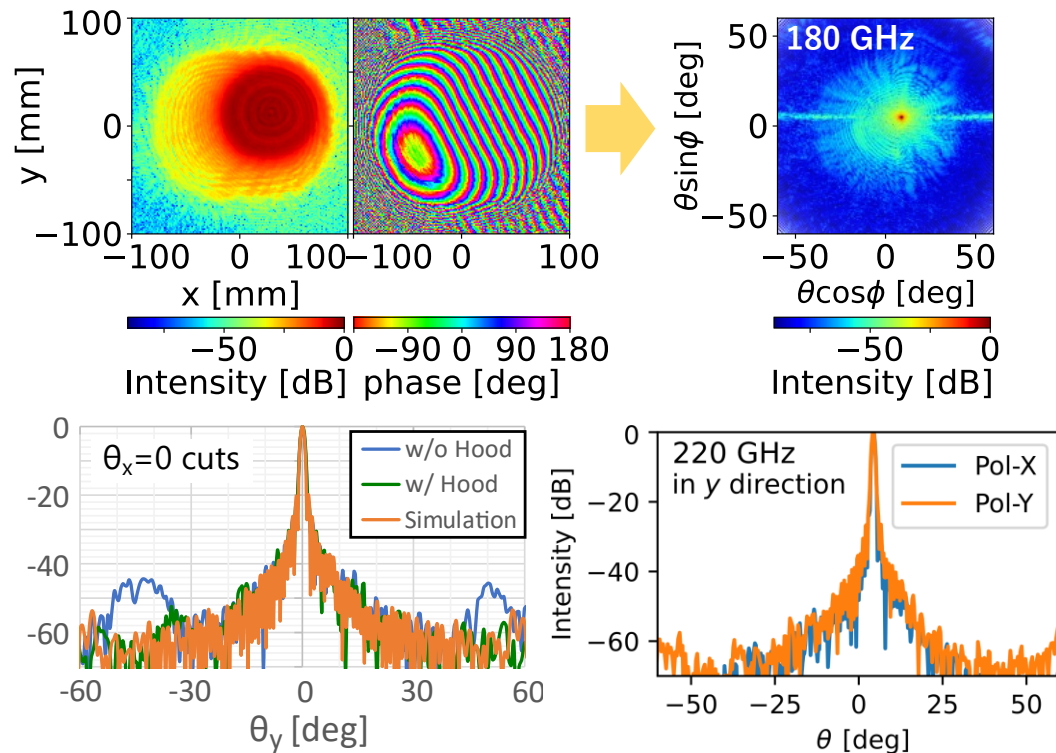 100
0
−100
y [mm]
−100
0
100
x [mm]
−100
0
100
−50
0
Intensity [dB]
−90
0
90
180
phase [deg]
180 GHz
50
0
−50
θsinϕ [deg]
−50
0
50
θcosϕ [deg]
−50
0
Intensity [dB]
θx=0 cuts
w/o Hood
w/ Hood
Simulation
0
-20
-40
-60
-60
-30
0
30
60
θy [deg]
220 GHz
in y direction
Pol-X
Pol-Y
Intensity [dB]
0
−20
−40
−60
−50
−25
0
25
50
θ [deg]